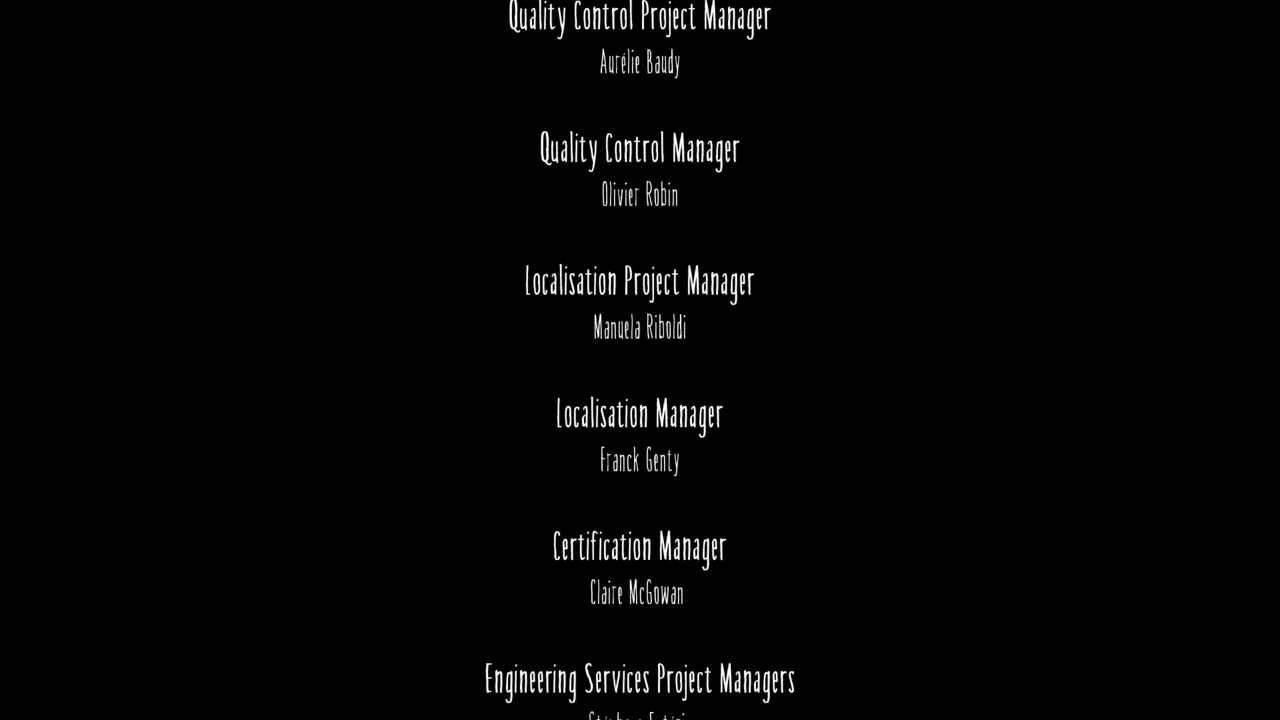 Quality Control Project Manager
Aurélie Baudy
Quality Control Manager
Olivier Robin
Localisation Project Manager
Manuela Riboldi
Localisation Manager
Franck Genty
Certification Manager
Claire McGowan
Engineering Services Project Managers